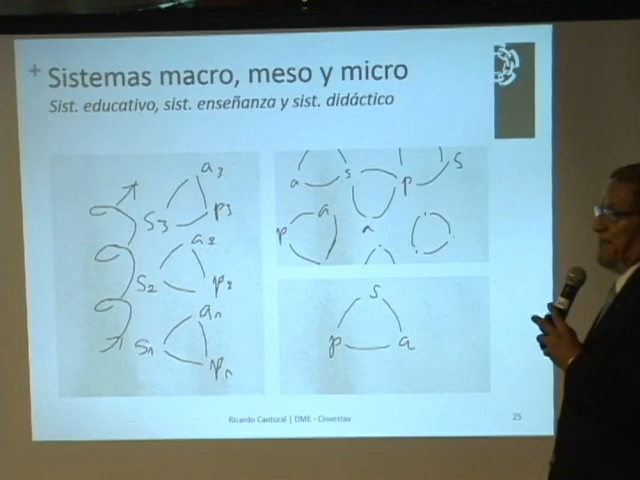 + Sistemas macro, meso y micro
Sist. educativo, sist. enseñanza y sist. didáctico
a3
S3 p3
a2
S2 p2
an
Sn pn
a s p s
p a a
s
p a
Ricardo Cantoral | DME - Cinvestav
25